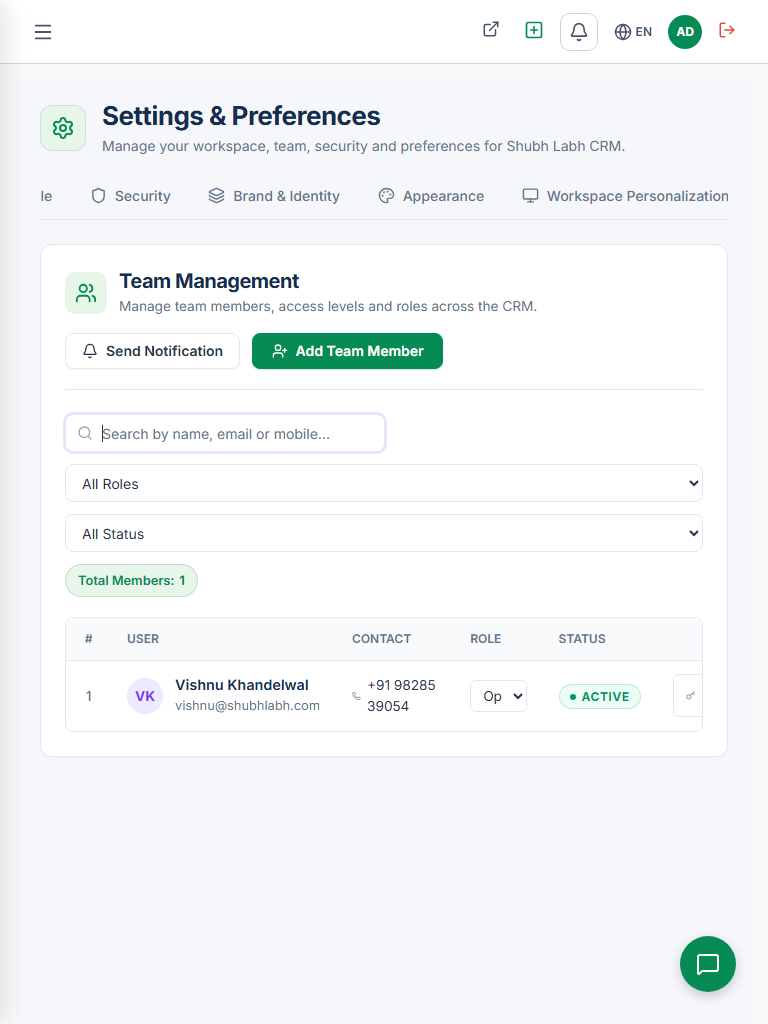 EN
AD
Settings & Preferences
Manage your workspace, team, security and preferences for Shubh Labh CRM.
le
Security
Brand & Identity
Appearance
Workspace Personalization
Team Management
Manage team members, access levels and roles across the CRM.
Send Notification
Add Team Member
Search by name, email or mobile...
All Roles
All Status
Total Members: 1
# USER CONTACT ROLE STATUS
1
VK
Vishnu Khandelwal
vishnu@shubhlabh.com
+91 98285
39054
Op
ACTIVE